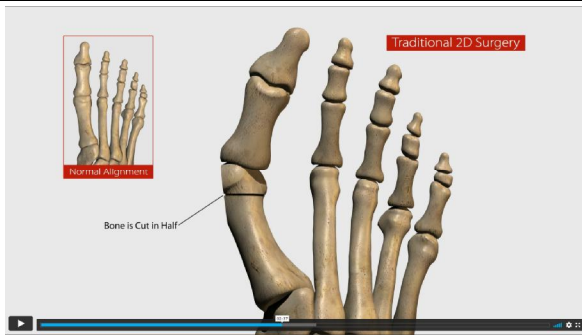 Traditional 2D Surgery
Normal Alignment
Bone is Cut in Half